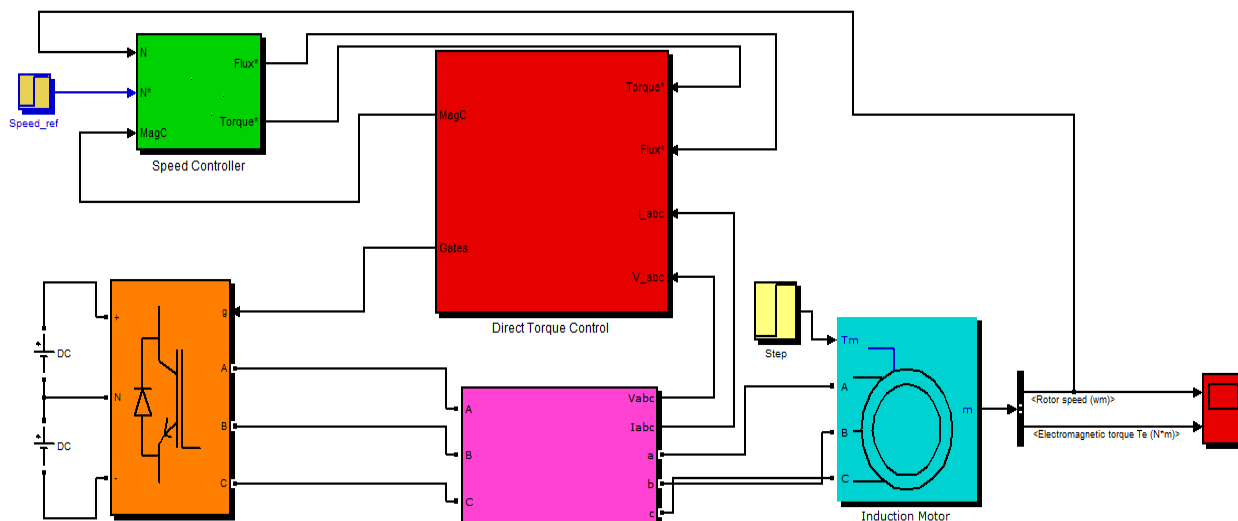 N
Flux*
N*
Speed_ref
Torque*
MagC
Speed Controller
Torque*
MagC
Flux*
I_abc
Gates
V_abc
Direct Torque Control
+
g
DC
A
N
B
DC
-
C
Step
Tm
A
B
C
m
Induction Motor
Vabc
A
Iabc
a
B
b
C
c
<Rotor speed (wm)>
<Electromagnetic torque Te (N*m)>